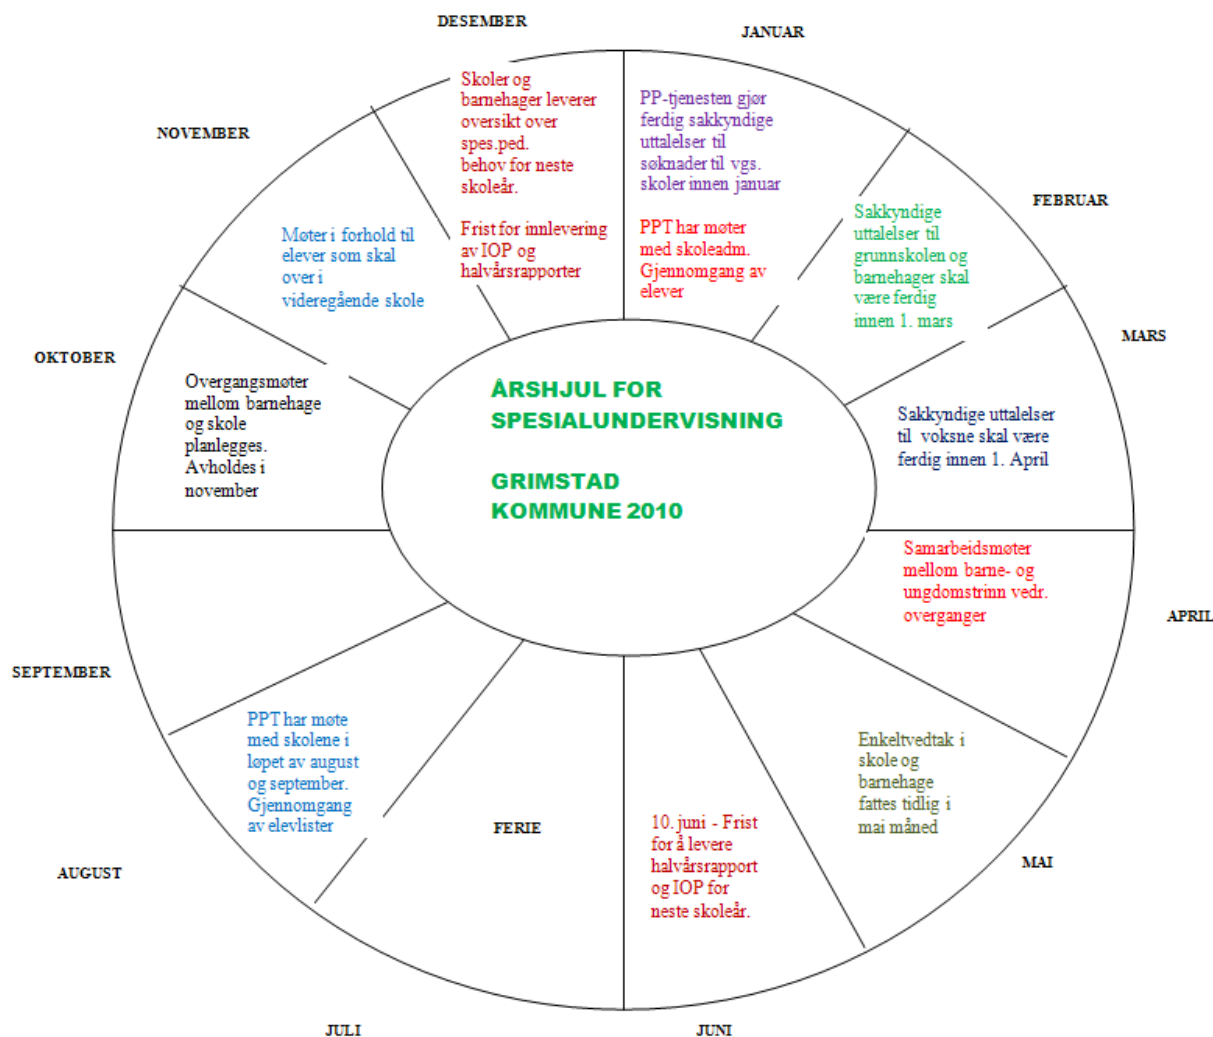 DESEMBER
JANUAR
Skoler og
barnehager leverer
oversikt over
spes.ped.
behov for neste
skoleår.
Frist for innlevering
av IOP og
halvårsrapporter
PP-tjenesten gjør
ferdig sakkyndige
uttalelser til
søknader til vgs.
skoler innen januar
PPT har møter
med skoleadm.
Gjennomgang av
elever
FEBRUAR
Sakkyndige
uttalelser til
grunnskolen og
barnehager skal
være ferdig
innen 1. mars
MARS
Sakkyndige uttalelser
til voksne skal være
ferdig innen 1. April
APRIL
Samarbeidsmøter
mellom barne- og
ungdomstrinn vedr.
overganger
MAI
Enkeltvedtak i
skole og
barnehage
fattes tidlig i
mai måned
JUNI
10. juni - Frist
for å levere
halvårsrapport
og IOP for
neste skoleår.
JULI
FERIE
AUGUST
PPT har møte
med skolene i
løpet av august
og september.
Gjennomgang
av elevlister
SEPTEMBER
OKTOBER
Overgangsmøter
mellom barnehage
og skole
planlegges.
Avholdes i
november
NOVEMBER
Møter i forhold til
elever som skal
over i
videregående skole
ÅRSHJUL FOR
SPESIALUNDERVISNING
GRIMSTAD
KOMMUNE 2010